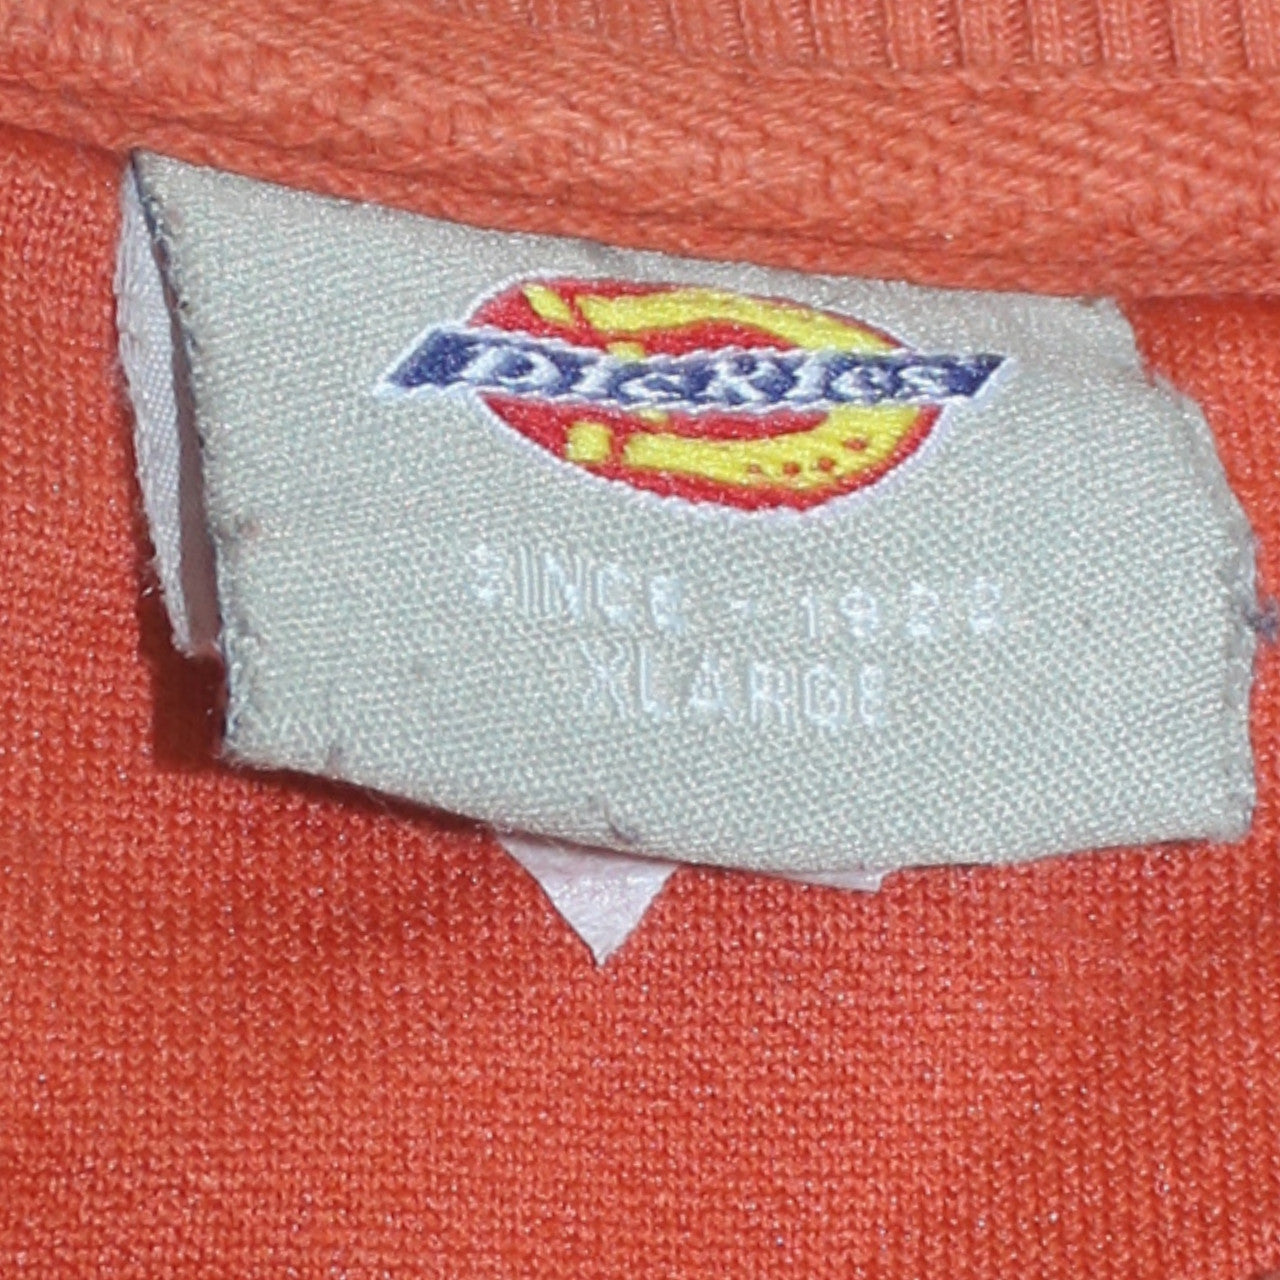 Dickies
SINCE - 1922
XLARGE